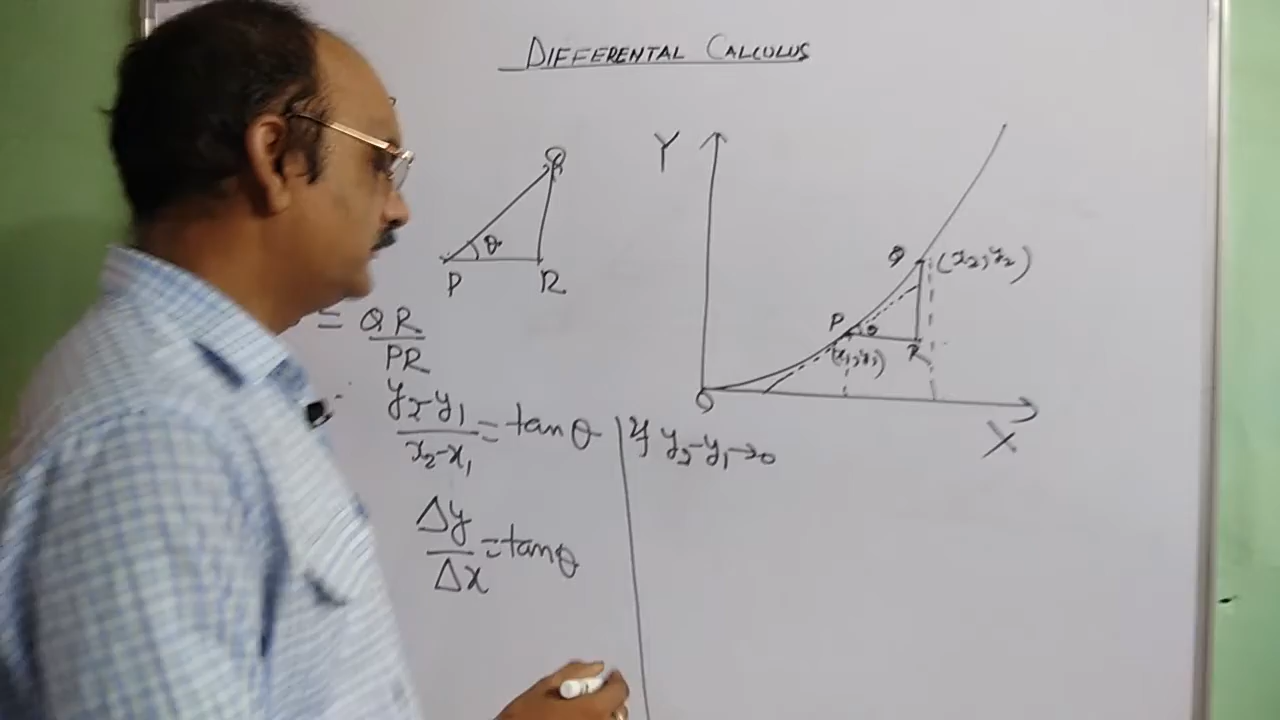 DIFFERENTAL CALCULUS
Q
θ
P R
= QR
PR
y₂-y₁
x₂-x₁
= tanθ
Δy
Δx
= tanθ
Y
Q (x₂, y₂)
P θ R
(x₁, y₁)
O
X
if y₂-y₁→0